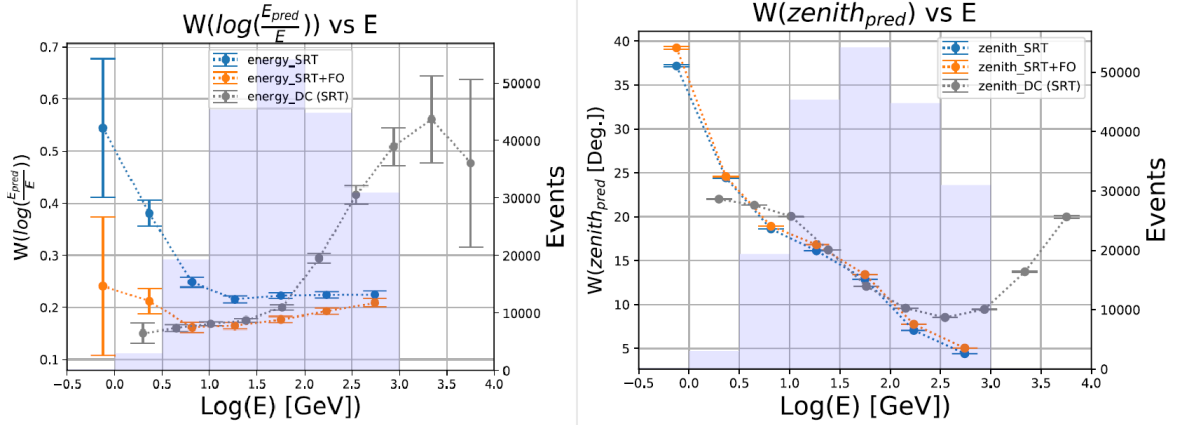 W(log(E_pred/E)) vs E
0.7
0.6
0.5
0.4
0.3
0.2
0.1
W(log(E_pred/E))
energy_SRT
energy_SRT+FO
energy_DC (SRT)
50000
40000
30000
20000
10000
0
Events
−0.5 0.0 0.5 1.0 1.5 2.0 2.5 3.0 3.5 4.0
Log(E) [GeV])
W(zenith_pred) vs E
40
35
30
25
20
15
10
5
W(zenith_pred) [Deg.]
zenith_SRT
zenith_SRT+FO
energy_DC (SRT)
50000
40000
30000
20000
10000
0
Events
−0.5 0.0 0.5 1.0 1.5 2.0 2.5 3.0 3.5 4.0
Log(E) [GeV])